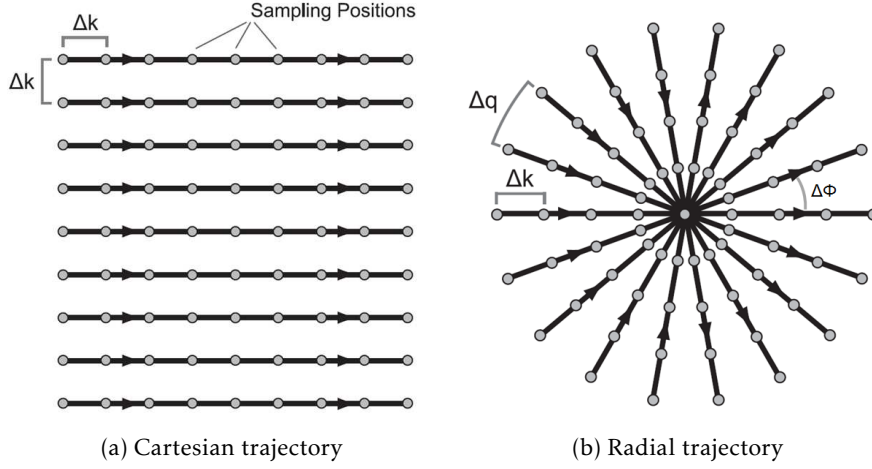 Sampling Positions
Δk
Δk
Δq
Δk
ΔΦ
(a) Cartesian trajectory
(b) Radial trajectory